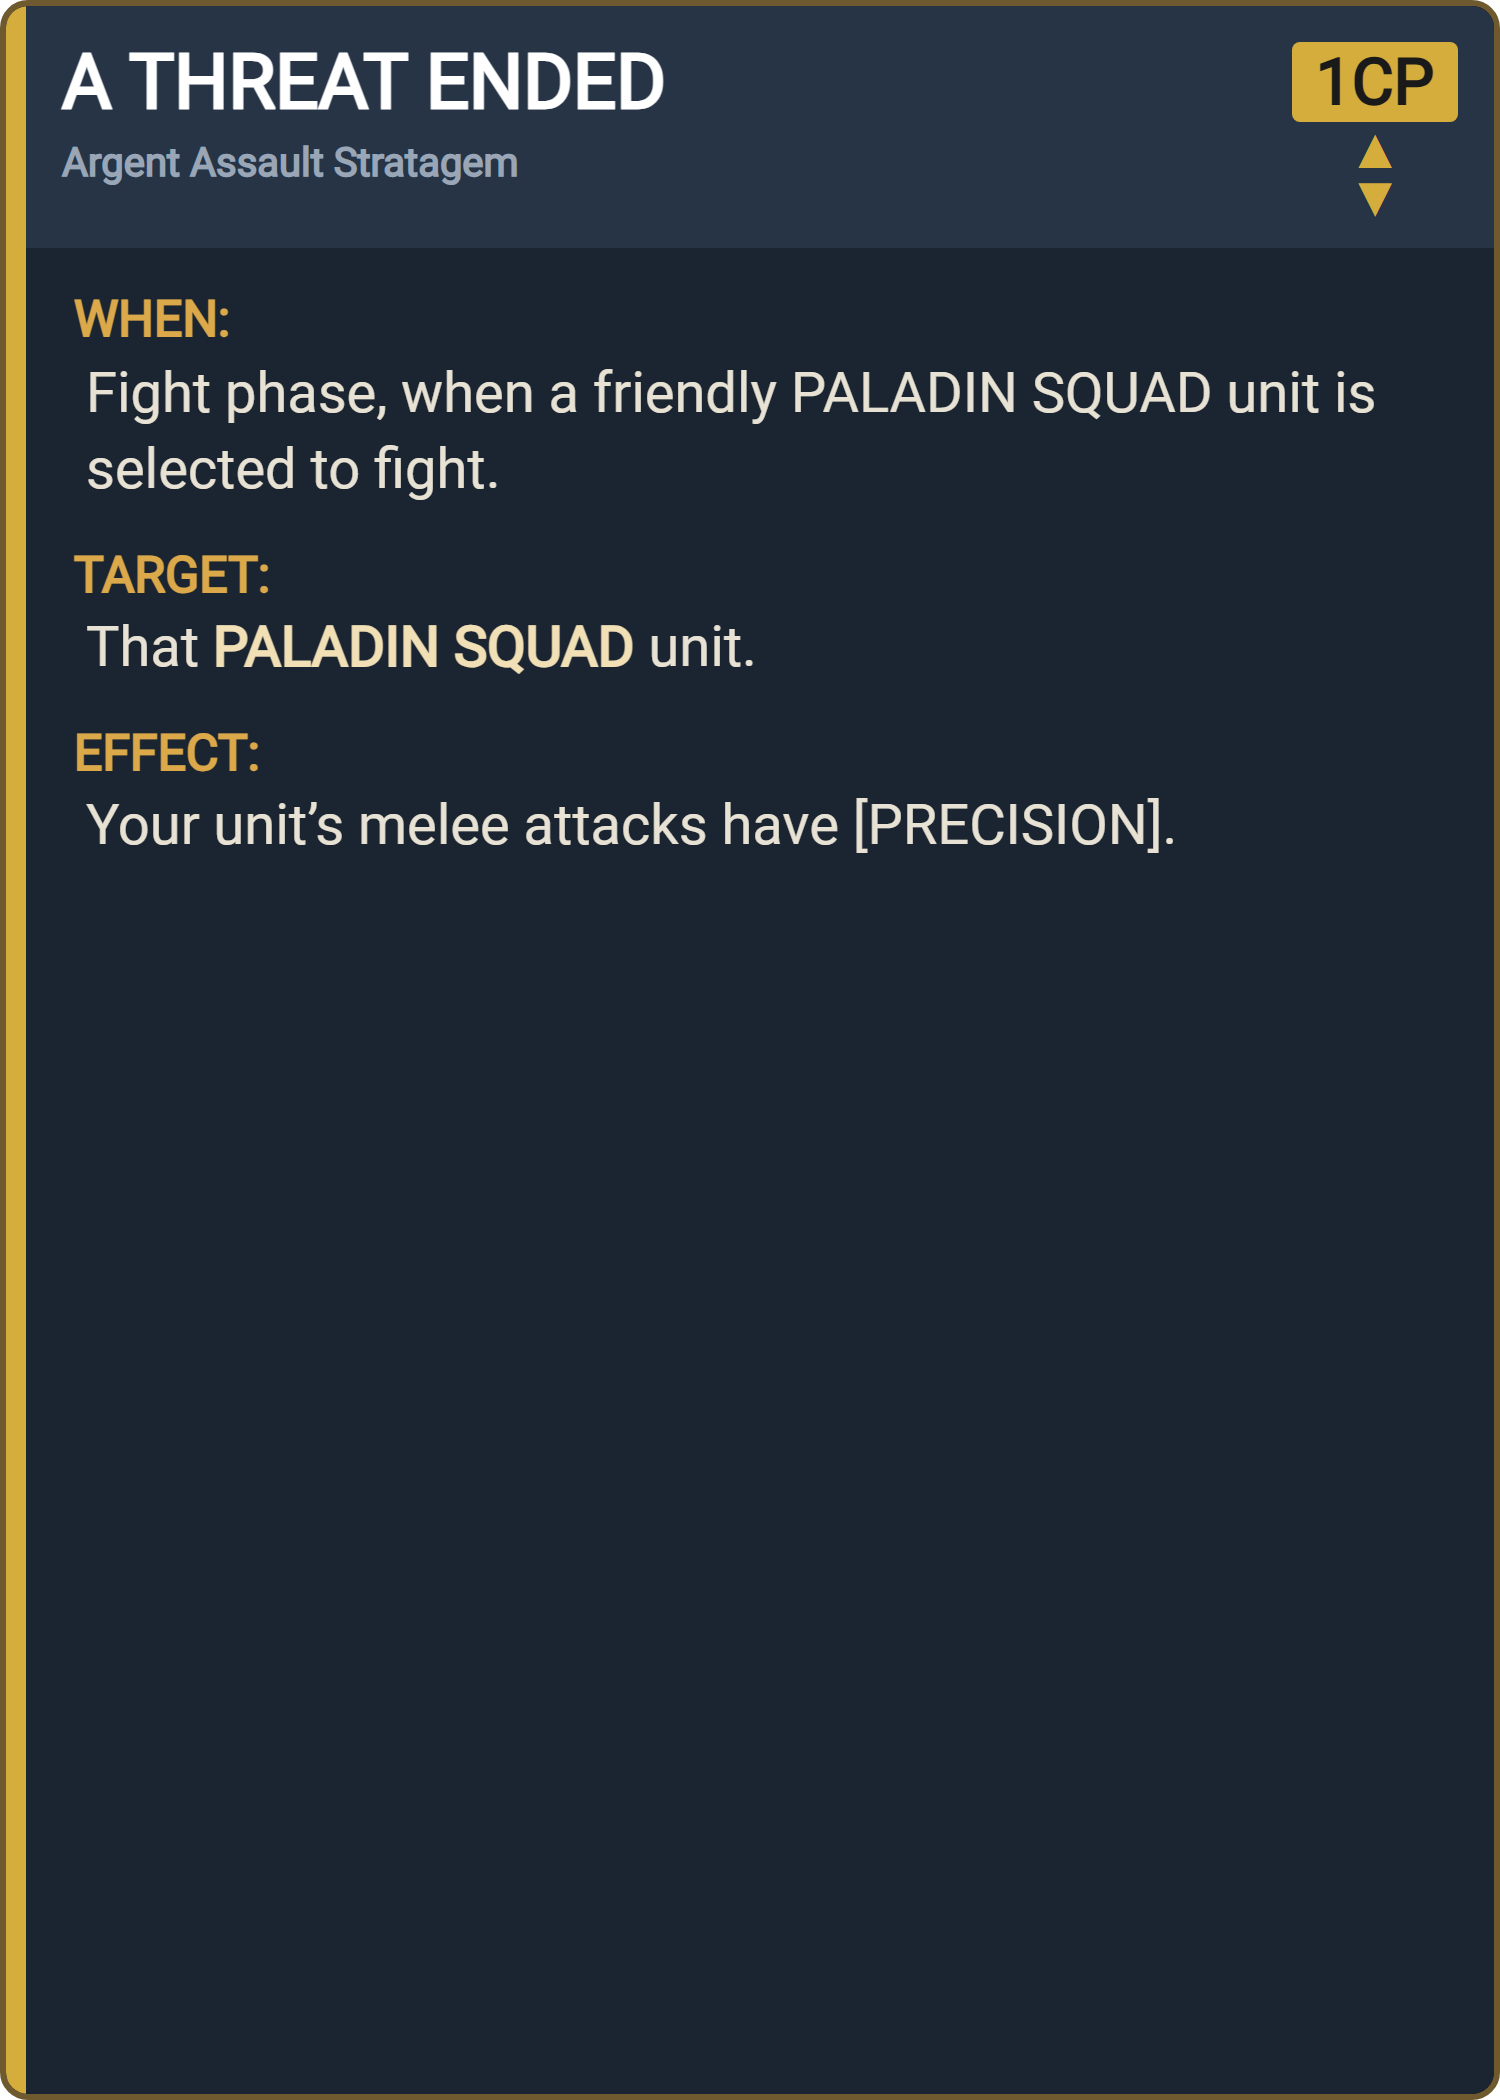 A THREAT ENDED
1CP
Argent Assault Stratagem
▲
▼
WHEN:
Fight phase, when a friendly PALADIN SQUAD unit is
selected to fight.
TARGET:
That PALADIN SQUAD unit.
EFFECT:
Your unit’s melee attacks have [PRECISION].